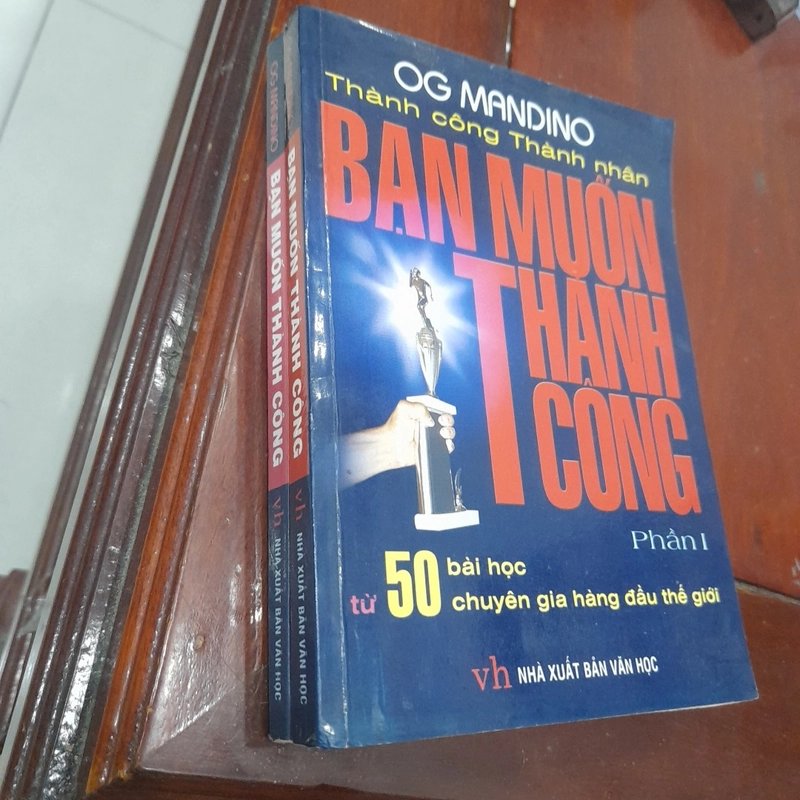 OG MANDINO
Thành công Thành nhân
BẠN MUỐN
THÀNH
CÔNG
Phần I
từ 50 bài học
chuyên gia hàng đầu thế giới
vh NHÀ XUẤT BẢN VĂN HỌC
BẠN MUỐN THÀNH CÔNG vh NHÀ XUẤT BẢN VĂN HỌC
OG MANDINO BẠN MUỐN THÀNH CÔNG vh NHÀ XUẤT BẢN VĂN HỌC